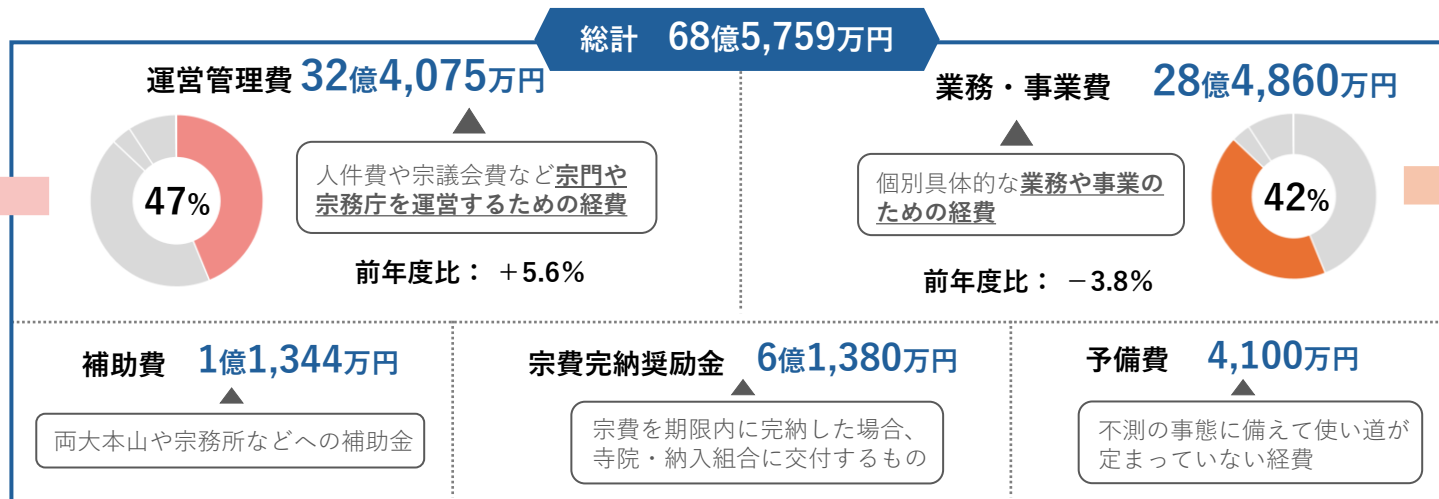 総計 68億5,759万円
運営管理費 32億4,075万円
47%
人件費や宗議会費など宗門や
宗務庁を運営するための経費
前年度比： ＋5.6%
業務・事業費 28億4,860万円
個別具体的な業務や事業の
ための経費
42%
前年度比： －3.8%
補助費 1億1,344万円
両大本山や宗務所などへの補助金
宗費完納奨励金 6億1,380万円
宗費を期限内に完納した場合、
寺院・納入組合に交付するもの
予備費 4,100万円
不測の事態に備えて使い道が
定まっていない経費